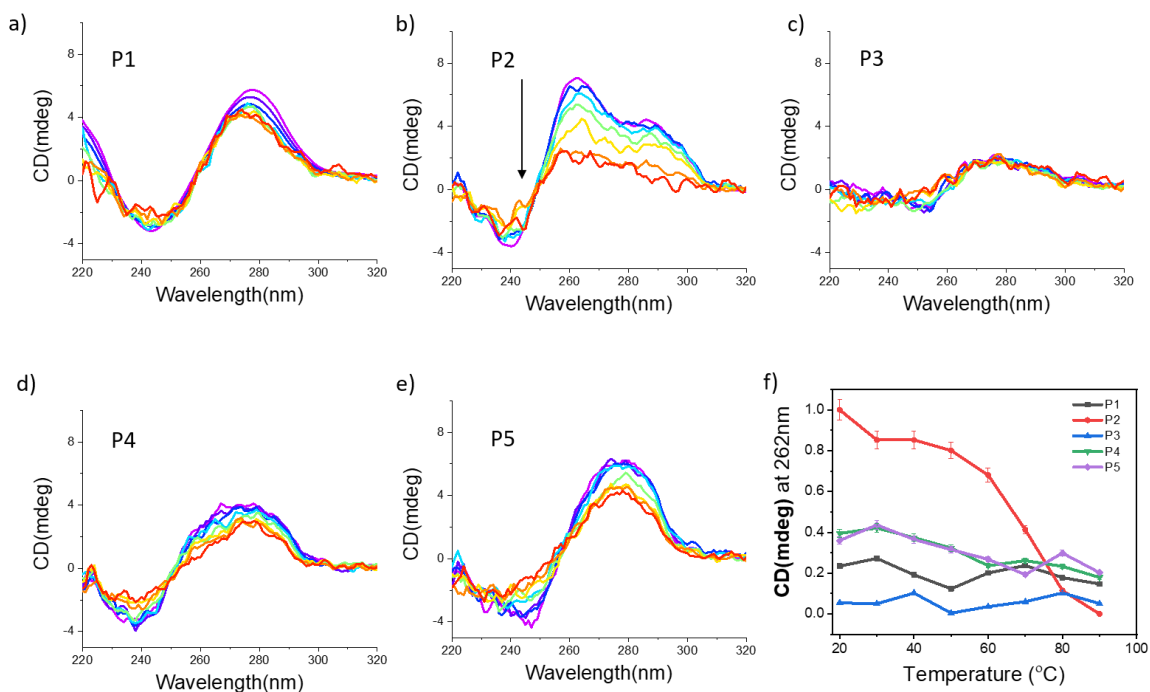 a)
P1
CD(mdeg)
8
4
0
-4
220 240 260 280 300 320
Wavelength(nm)
b)
P2
CD(mdeg)
8
4
0
-4
220 240 260 280 300 320
Wavelength(nm)
c)
P3
CD(mdeg)
8
4
0
-4
220 240 260 280 300 320
Wavelength(nm)
d)
P4
CD(mdeg)
8
4
0
-4
220 240 260 280 300 320
Wavelength(nm)
e)
P5
CD(mdeg)
8
4
0
-4
220 240 260 280 300 320
Wavelength(nm)
f)
CD(mdeg) at 262nm
1.0
0.8
0.6
0.4
0.2
0.0
P1
P2
P3
P4
P5
20 40 60 80 100
Temperature (°C)